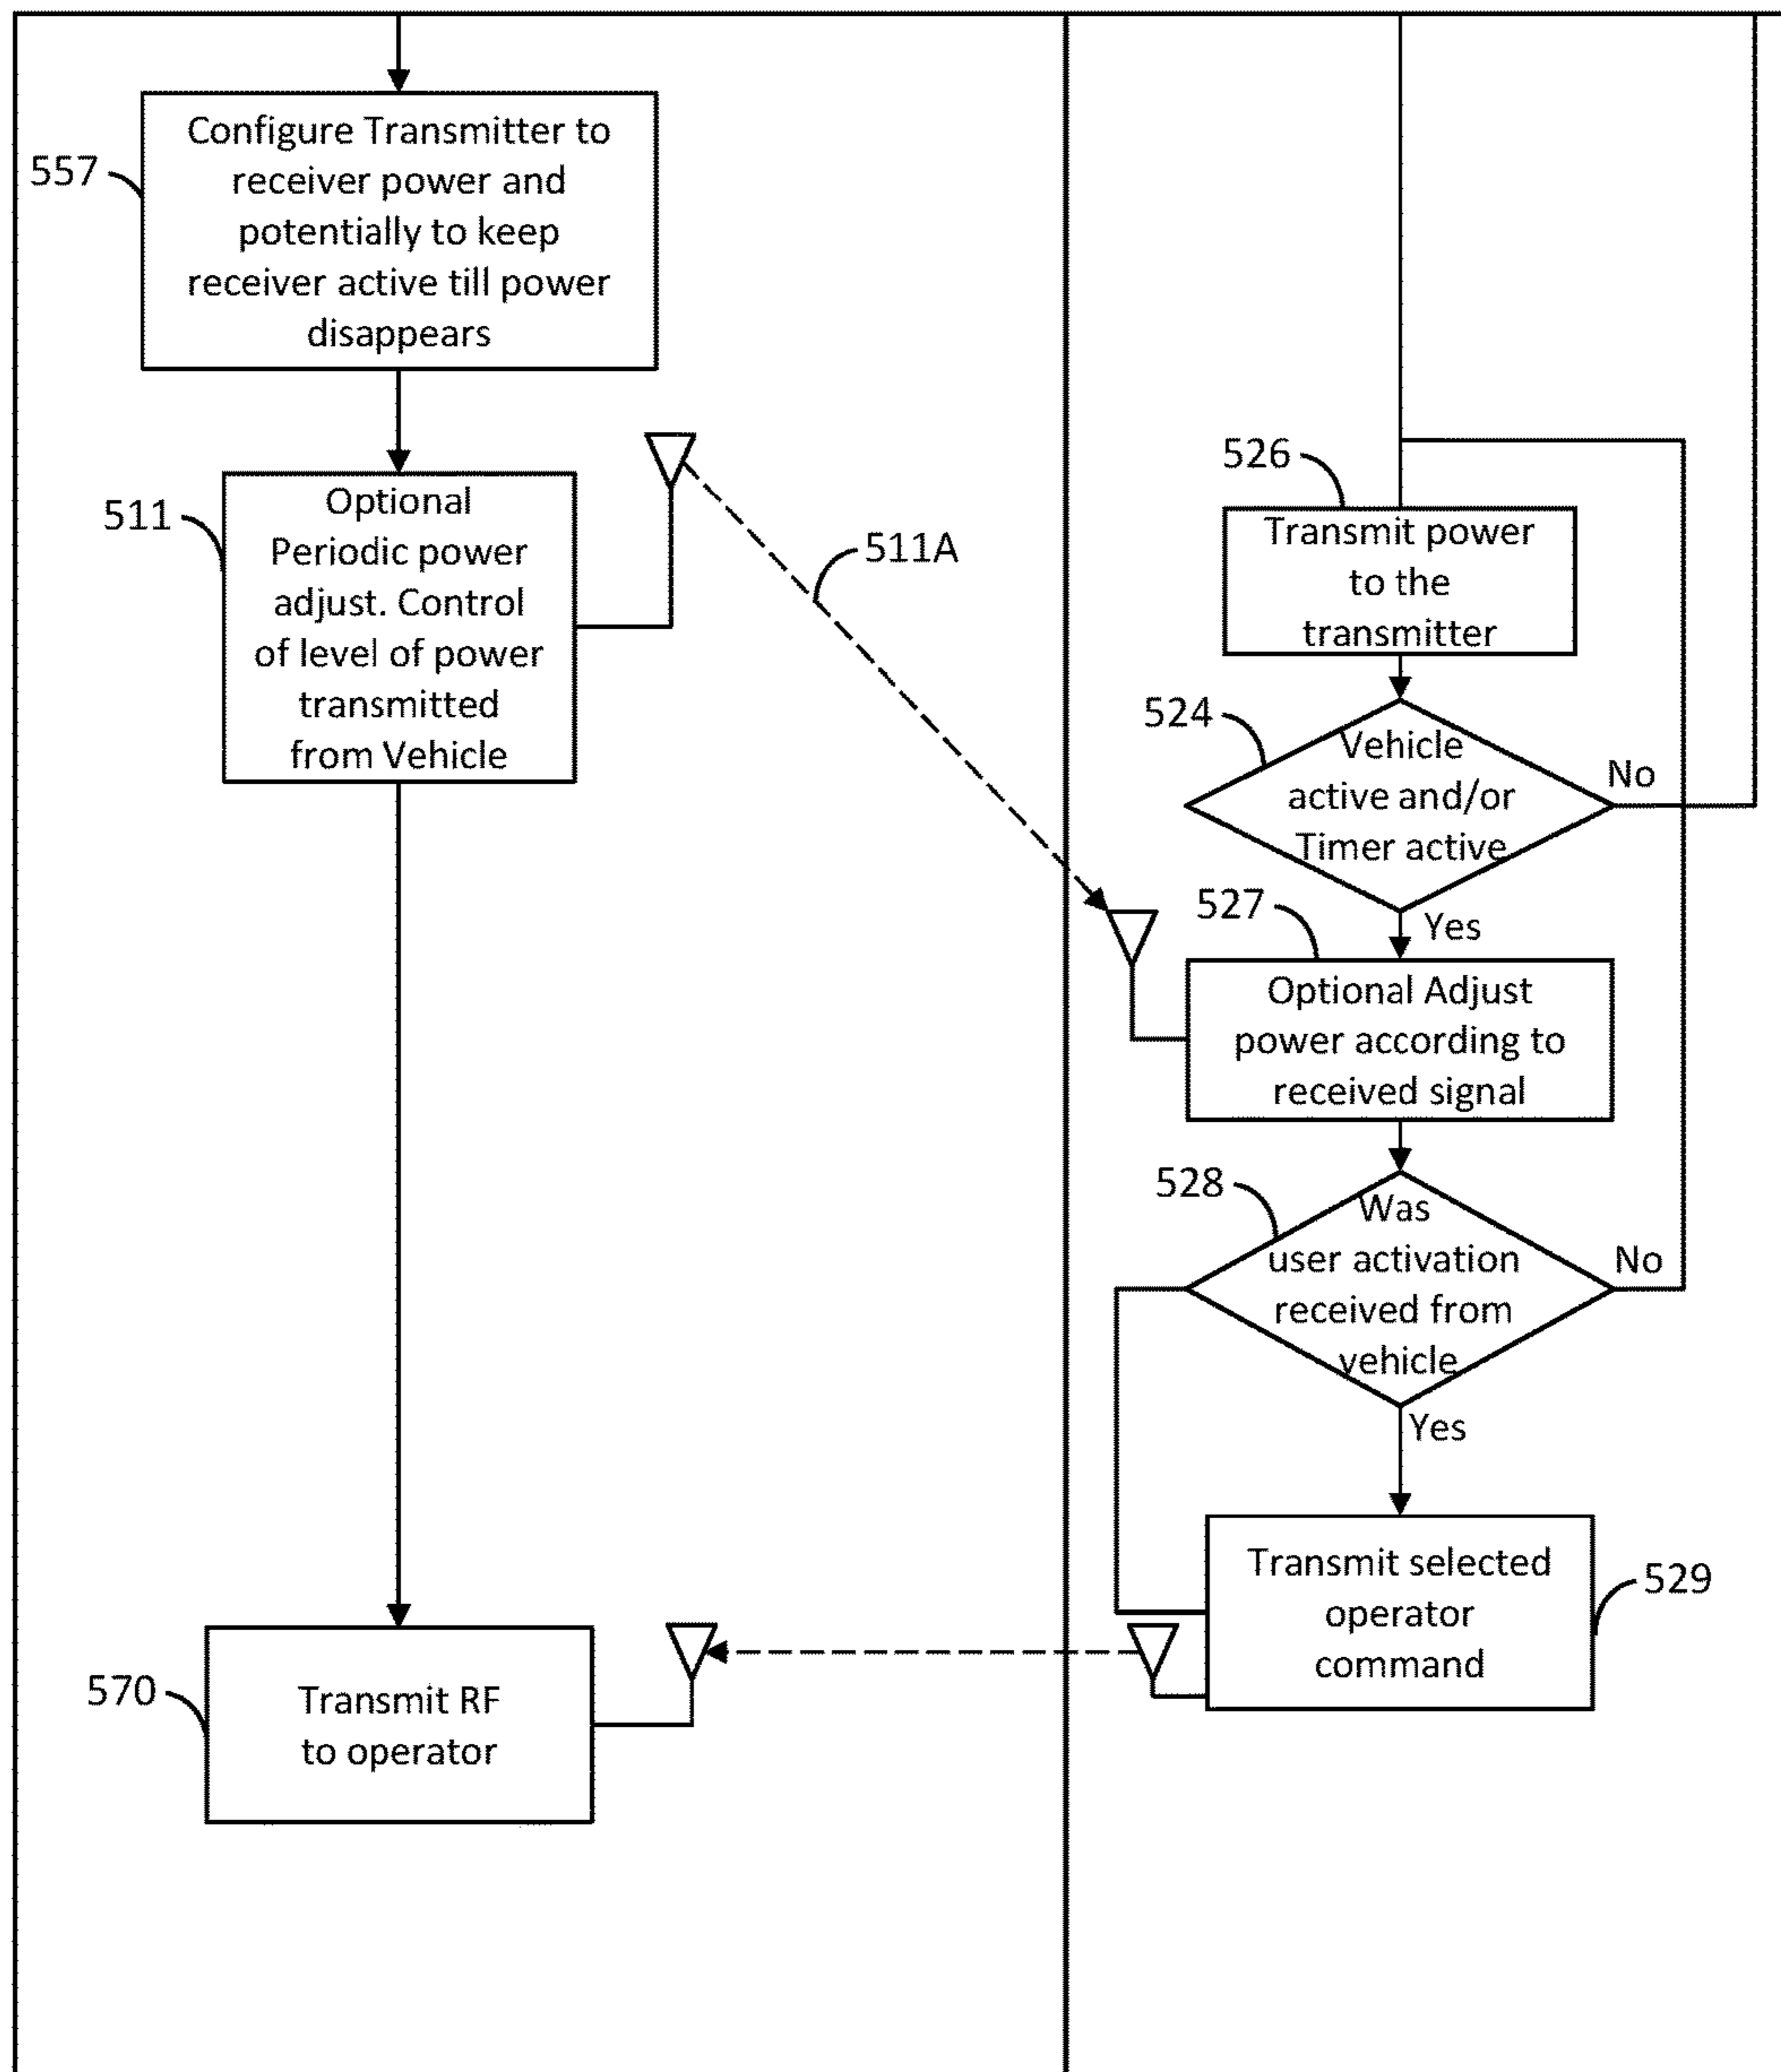 557
Configure Transmitter to
receiver power and
potentially to keep
receiver active till power
disappears
511
Optional
Periodic power
adjust. Control
of level of power
transmitted
from Vehicle
511A
570
Transmit RF
to operator
526
Transmit power
to the
transmitter
524
Vehicle
active and/or
Timer active
No
Yes
527
Optional Adjust
power according to
received signal
528
Was
user activation
received from
vehicle
No
Yes
Transmit selected
operator
command
529